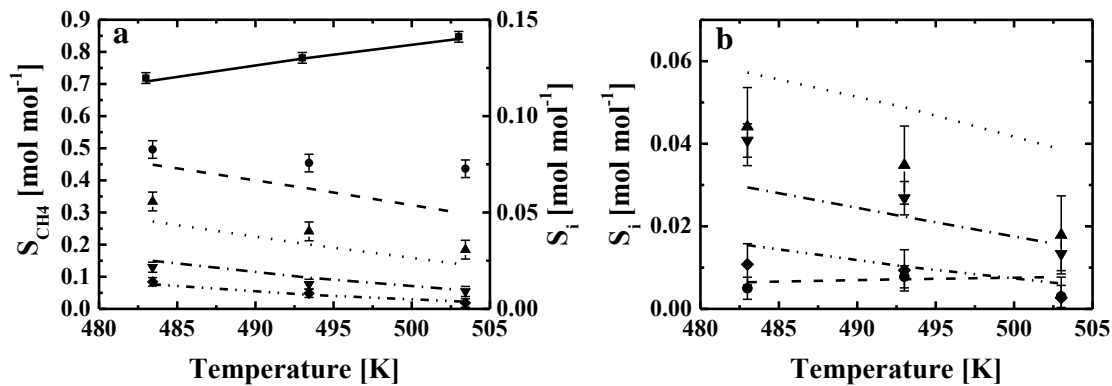 a
0.9
0.8
0.7
0.6
0.5
0.4
0.3
0.2
0.1
0.0
S_CH4 [mol mol⁻¹]
480 485 490 495 500 505
Temperature [K]
0.15
0.10
0.05
0.00
S_i [mol mol⁻¹]
b
0.06
0.04
0.02
0.00
S_i [mol mol⁻¹]
480 485 490 495 500 505
Temperature [K]